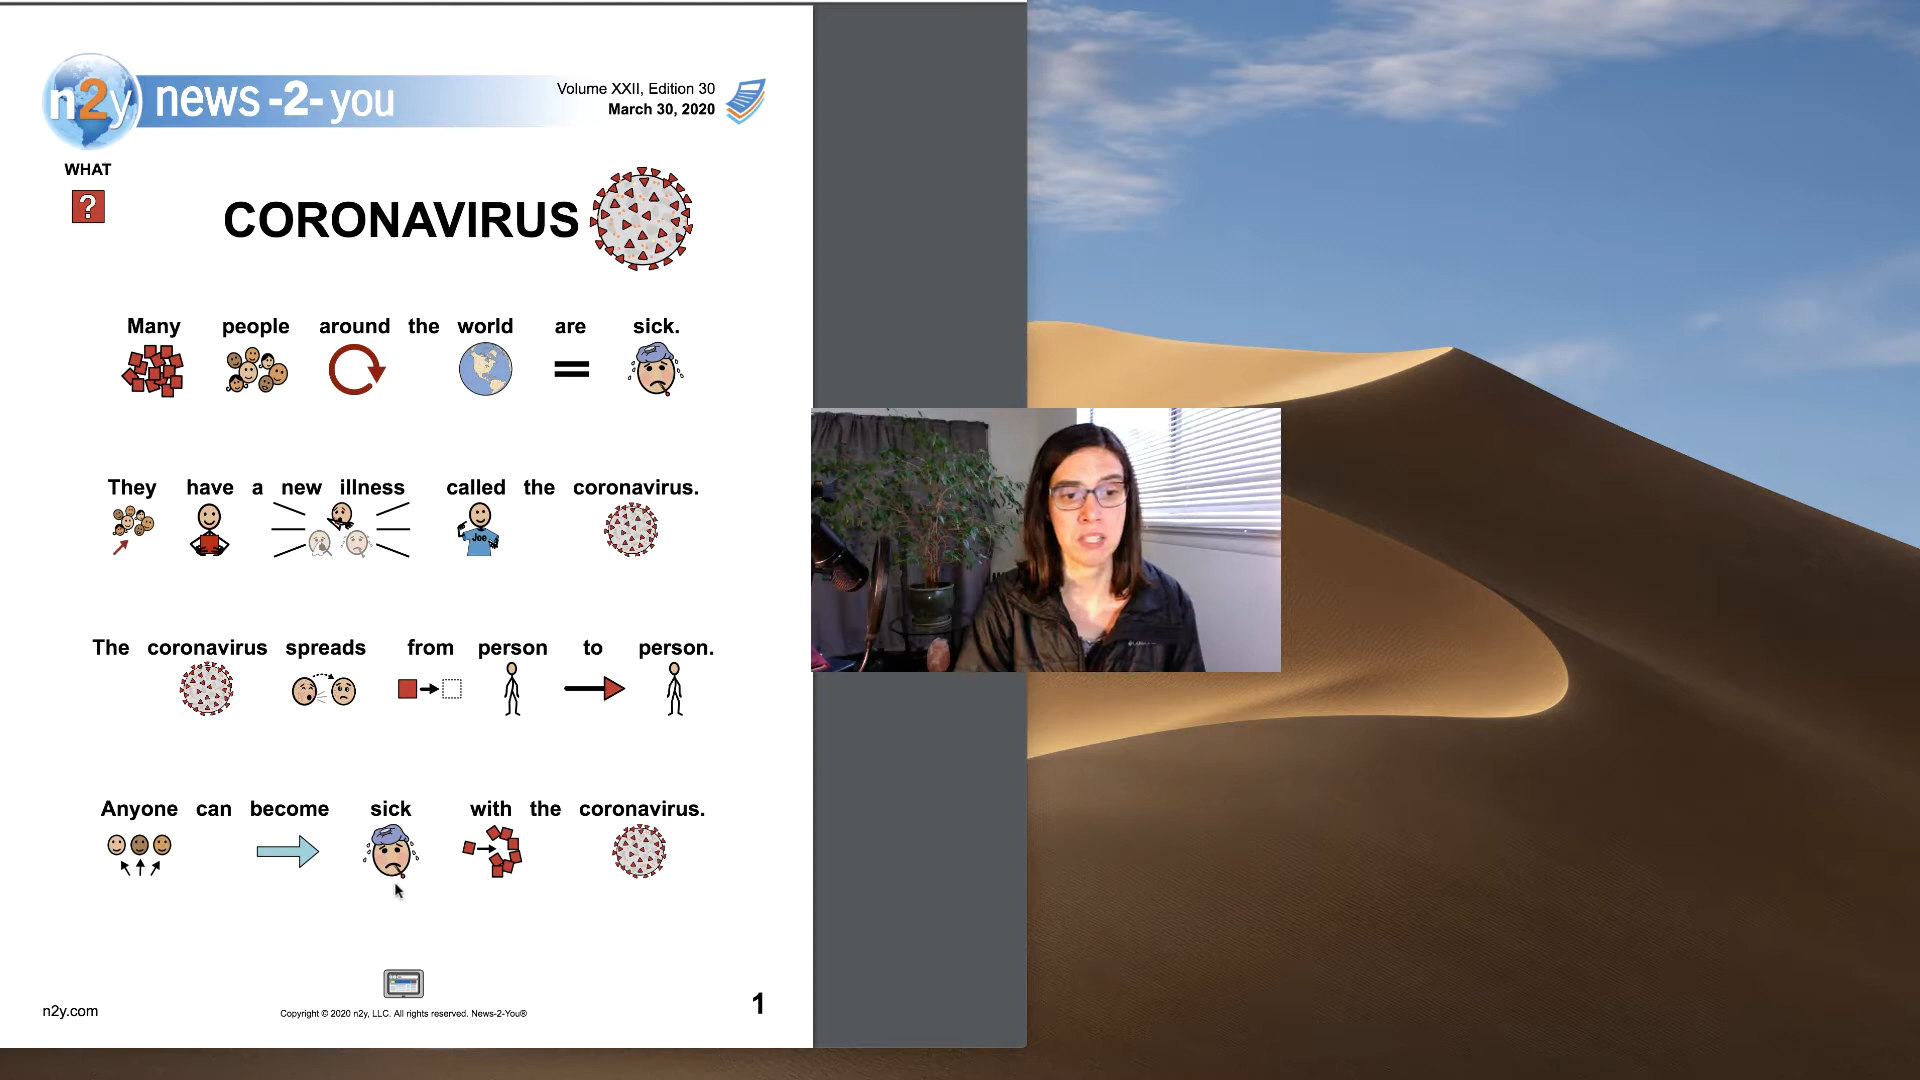 n2y news -2- you
Volume XXII, Edition 30
March 30, 2020
WHAT
?
CORONAVIRUS
Many people around the world are sick.
They have a new illness called the coronavirus.
Joe
The coronavirus spreads from person to person.
Anyone can become sick with the coronavirus.
n2y.com
Copyright © 2020 n2y, LLC. All rights reserved. News-2-You®
1